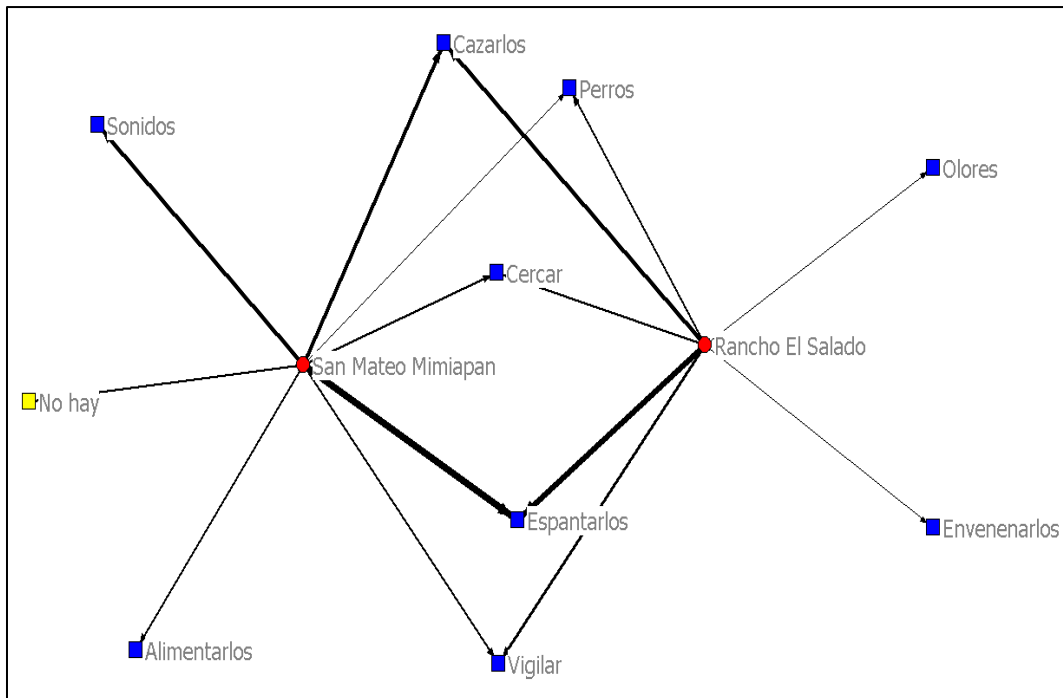 Cazarlos
Perros
Sonidos
Olores
Cercar
Rancho El Salado
San Mateo Mimiapan
No hay
Espantarlos
Envenenarlos
Alimentarlos
Vigilar